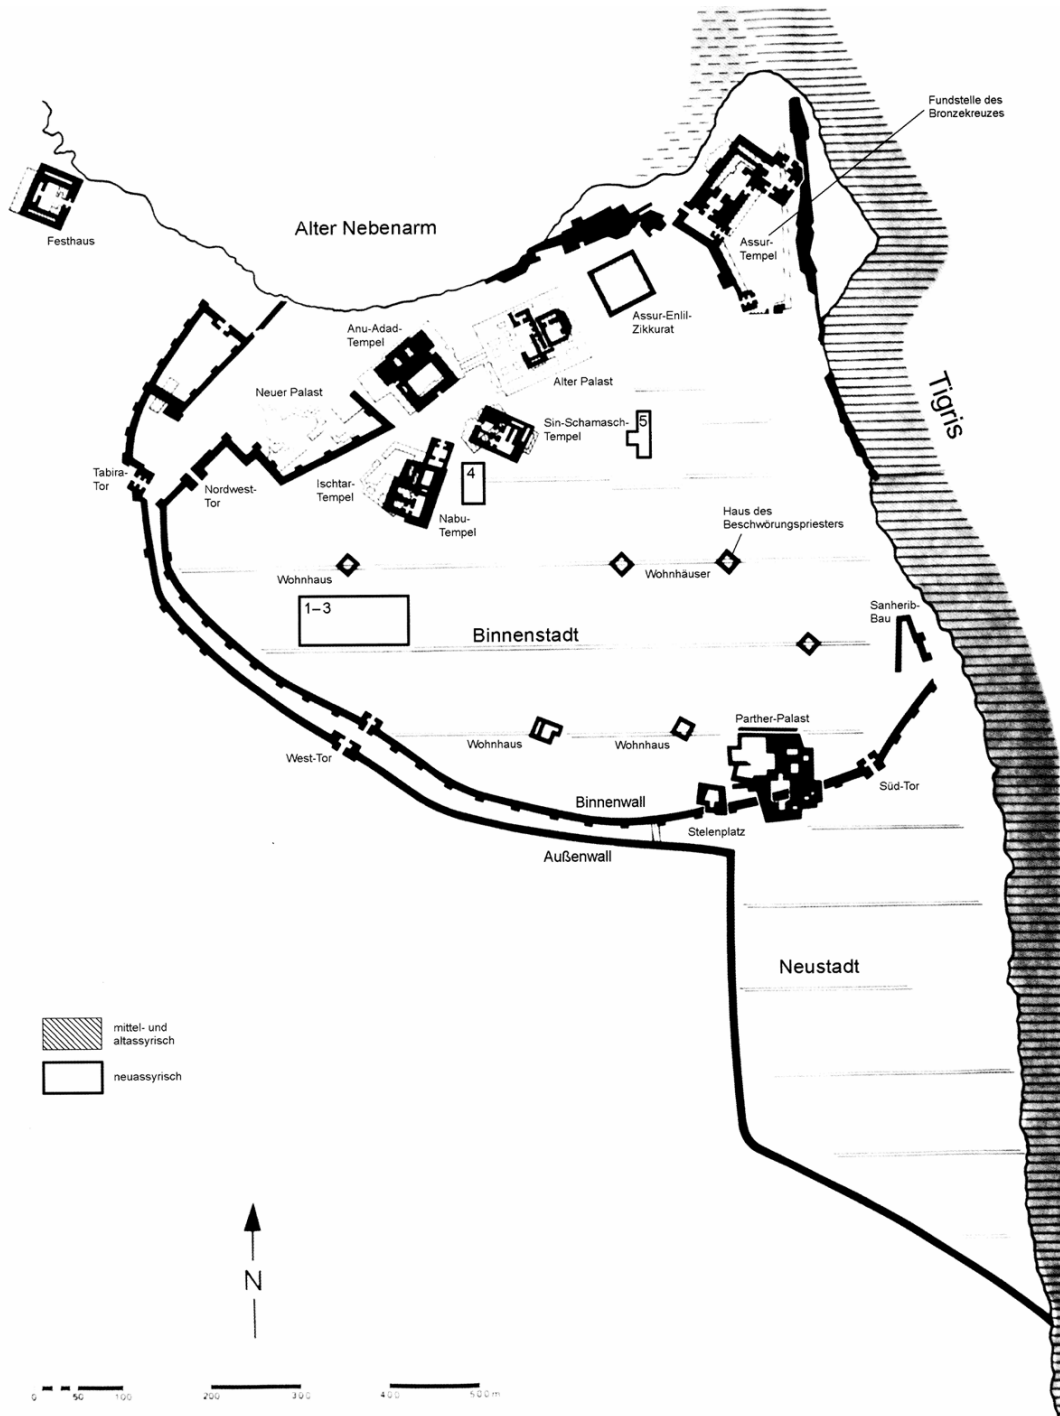 Fundstelle des
Bronzekreuzes
Festhaus
Alter Nebenarm
Assur-
Tempel
Anu-Adad-
Tempel
Assur-Enlil-
Zikkurat
Neuer Palast
Alter Palast
Tigris
Sin-Schamasch-
Tempel
5
Tabira-
Tor
Nordwest-
Tor
Ischtar-
Tempel
4
Nabu-
Tempel
Haus des
Beschwörungspriesters
Wohnhaus
Wohnhäuser
1–3
Binnenstadt
Sanherib-
Bau
Parther-Palast
West-Tor
Wohnhaus
Wohnhaus
Süd-Tor
Binnenwall
Stelenplatz
Außenwall
Neustadt
mittel- und
altassyrisch
neuassyrisch
N
0 50 100 200 300 400 500 m